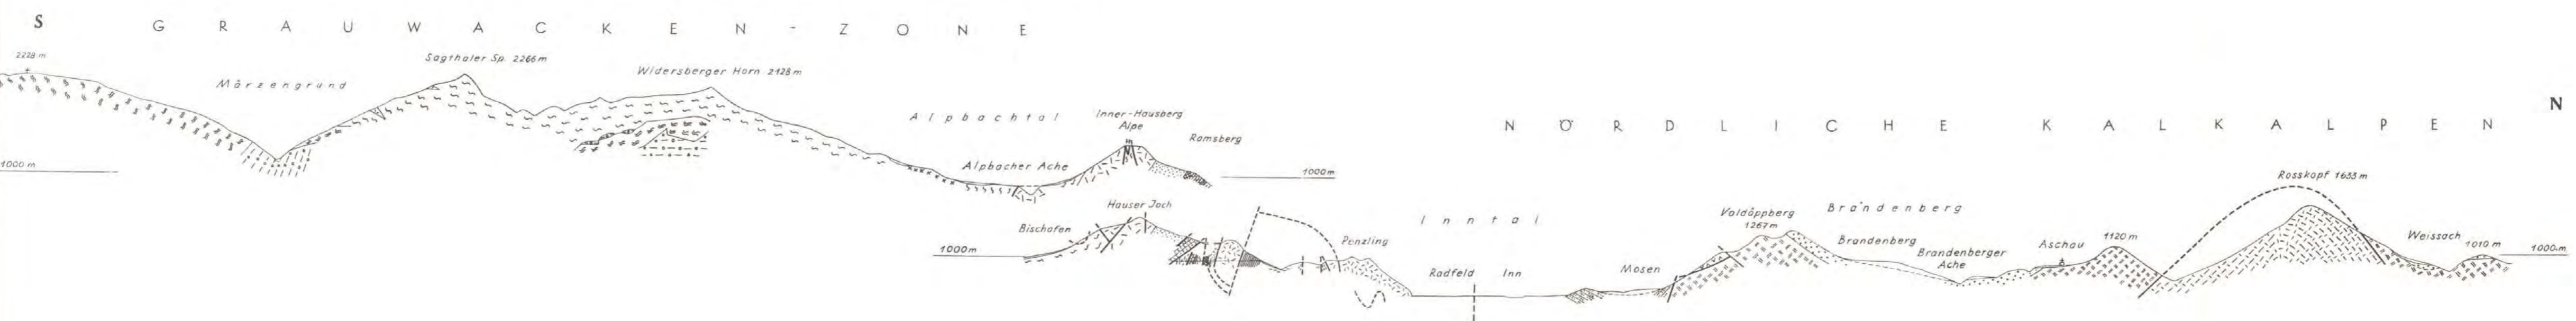 S
GRAUWACKEN-ZONE
2228 m
Märzengrund
Sagthaler Sp. 2266 m
Widersberger Horn 2128 m
1000 m
Alpbachtal
Alpbacher Ache
Inner-Hausberg
Alpe
Ramsberg
1000 m
Bischofen
Hauser Joch
1000 m
Penzling
Inntal
Radfeld
Inn
NÖRDLICHE KALKALPEN
N
Mosen
Valdöppberg
1267 m
Brandenberg
Brandenberg
Brandenberger
Ache
Aschau
1120 m
Rosskopf 1633 m
Weissach
1010 m
1000 m